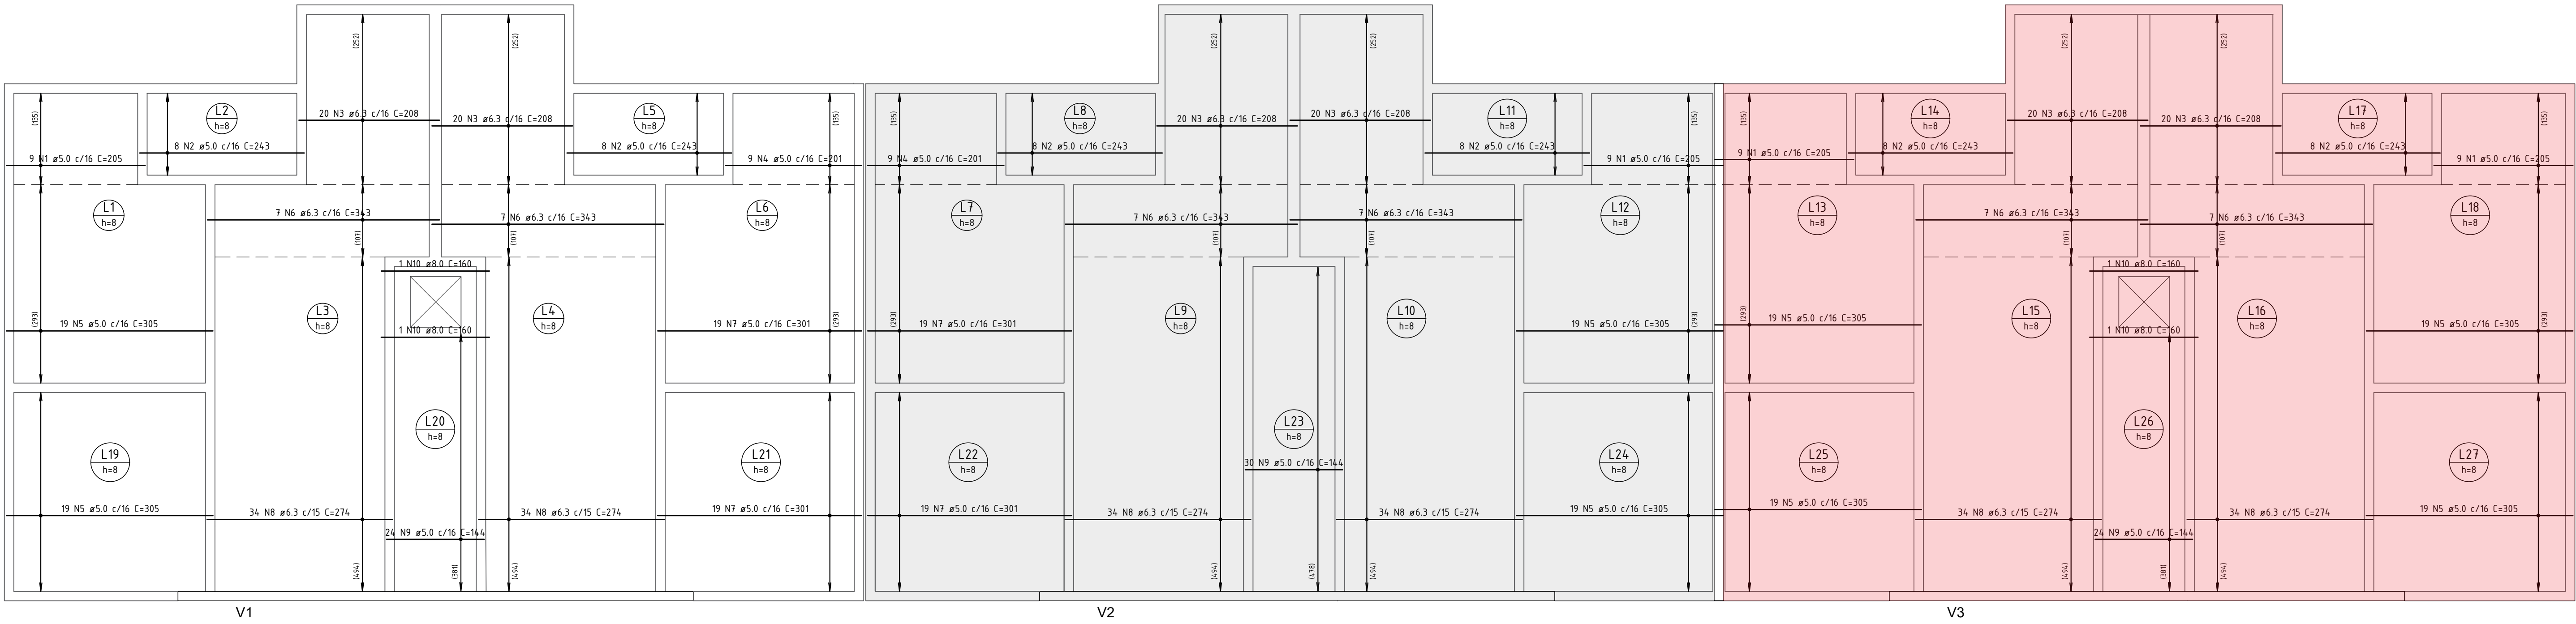 (252)
(252)
(135)
L2
h=8
20 N3 ø6.3 c/16 C=208
20 N3 ø6.3 c/16 C=208
L5
h=8
(135)
8 N2 ø5.0 c/16 C=243
8 N2 ø5.0 c/16 C=243
9 N1 ø5.0 c/16 C=205
9 N4 ø5.0 c/16 C=201
L1
h=8
7 N6 ø6.3 c/16 C=343
7 N6 ø6.3 c/16 C=343
L6
h=8
(107)
(107)
1 N10 ø8.0 C=160
L3
h=8
L4
h=8
(293)
19 N5 ø5.0 c/16 C=305
1 N10 ø8.0 C=160
19 N7 ø5.0 c/16 C=301
(293)
L20
h=8
L19
h=8
L21
h=8
19 N5 ø5.0 c/16 C=305
34 N8 ø6.3 c/15 C=274
34 N8 ø6.3 c/15 C=274
19 N7 ø5.0 c/16 C=301
24 N9 ø5.0 c/16 C=144
(494)
(381)
(494)
V1
(252)
(252)
(135)
L8
h=8
20 N3 ø6.3 c/16 C=208
20 N3 ø6.3 c/16 C=208
L11
h=8
(135)
8 N2 ø5.0 c/16 C=243
8 N2 ø5.0 c/16 C=243
9 N4 ø5.0 c/16 C=201
9 N1 ø5.0 c/16 C=205
L7
h=8
7 N6 ø6.3 c/16 C=343
7 N6 ø6.3 c/16 C=343
L12
h=8
(107)
(107)
L9
h=8
L10
h=8
(293)
19 N7 ø5.0 c/16 C=301
19 N5 ø5.0 c/16 C=305
(293)
L23
h=8
L22
h=8
30 N9 ø5.0 c/16 C=144
L24
h=8
19 N7 ø5.0 c/16 C=301
34 N8 ø6.3 c/15 C=274
34 N8 ø6.3 c/15 C=274
19 N5 ø5.0 c/16 C=305
(494)
(478)
(494)
V2
(252)
(252)
(135)
L14
h=8
20 N3 ø6.3 c/16 C=208
20 N3 ø6.3 c/16 C=208
L17
h=8
(135)
8 N2 ø5.0 c/16 C=243
8 N2 ø5.0 c/16 C=243
9 N1 ø5.0 c/16 C=205
9 N1 ø5.0 c/16 C=205
L13
h=8
7 N6 ø6.3 c/16 C=343
7 N6 ø6.3 c/16 C=343
L18
h=8
(107)
(107)
1 N10 ø8.0 C=160
L15
h=8
L16
h=8
(293)
19 N5 ø5.0 c/16 C=305
1 N10 ø8.0 C=160
19 N5 ø5.0 c/16 C=305
(293)
L26
h=8
L25
h=8
L27
h=8
19 N5 ø5.0 c/16 C=305
34 N8 ø6.3 c/15 C=274
34 N8 ø6.3 c/15 C=274
19 N5 ø5.0 c/16 C=305
24 N9 ø5.0 c/16 C=144
(494)
(381)
(494)
V3